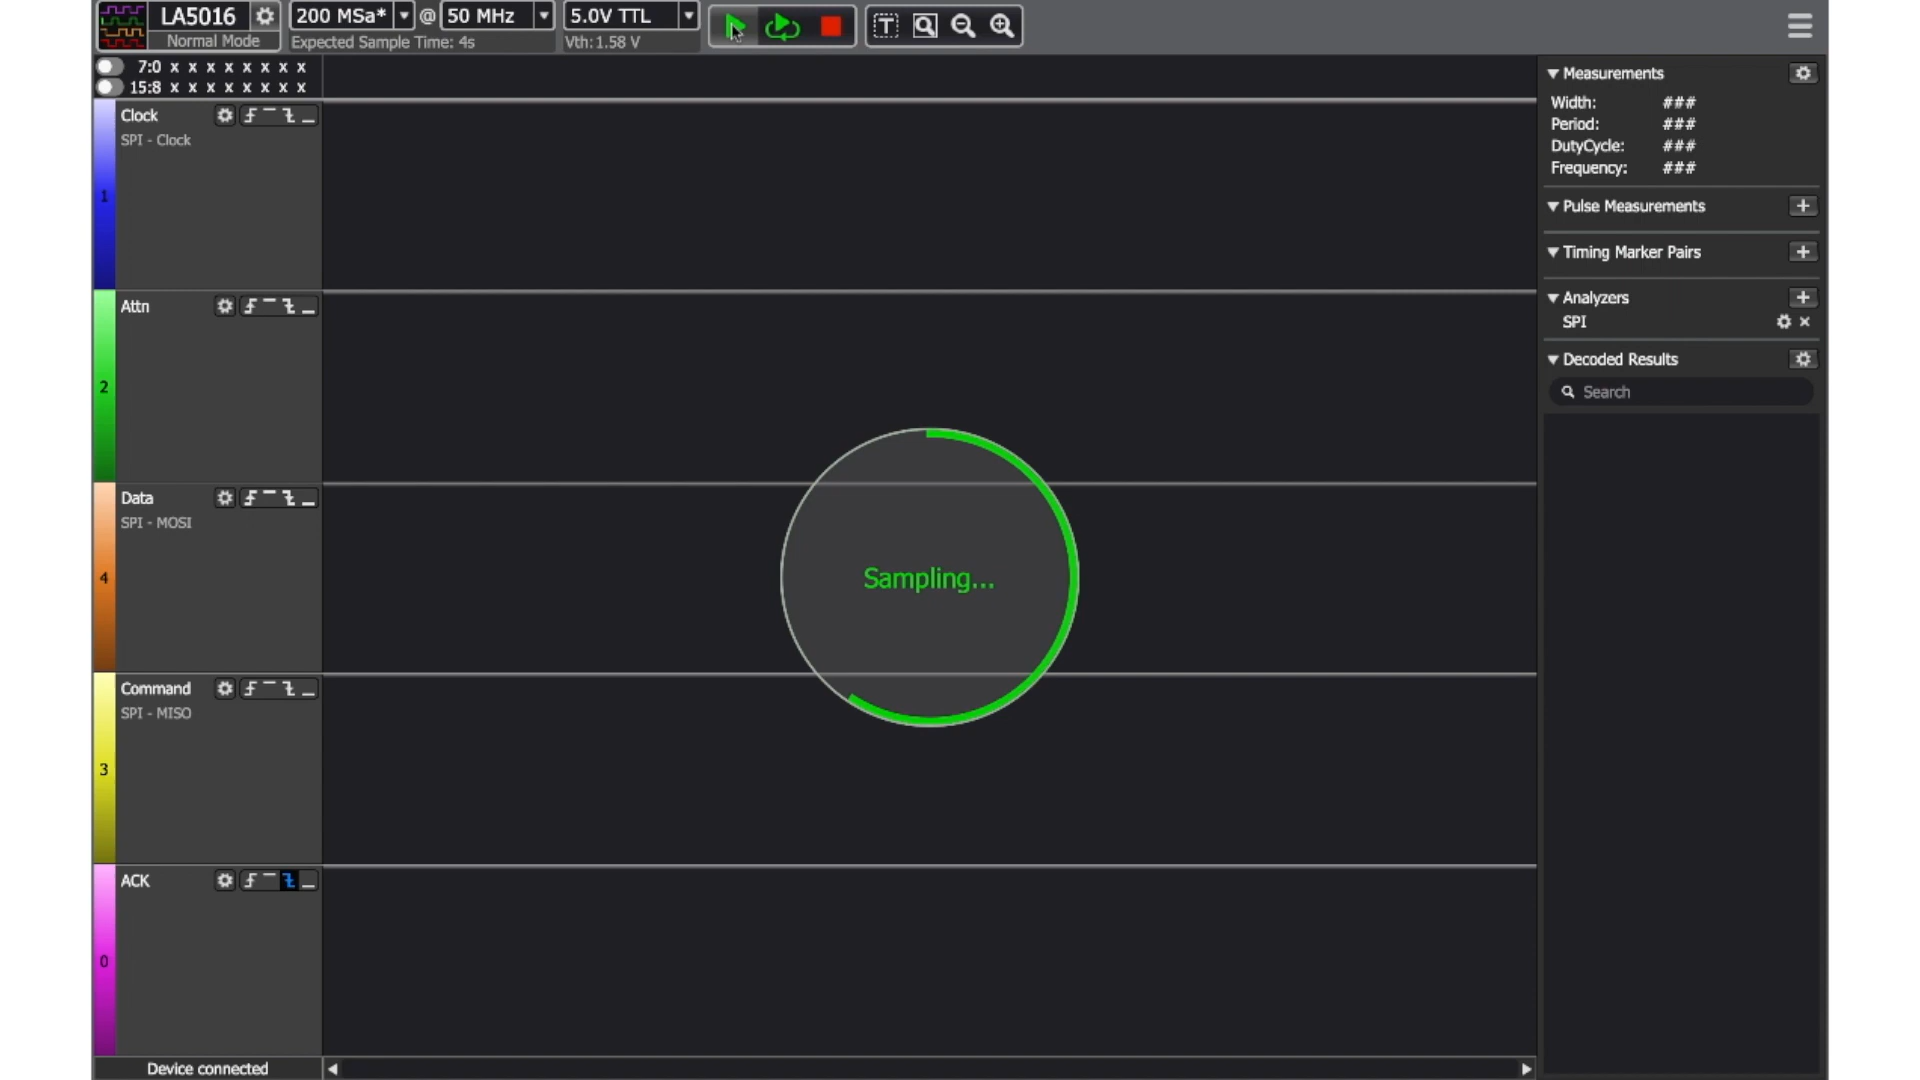 LA5016
Normal Mode
200 MSa* @ 50 MHz
Expected Sample Time: 4s
5.0V TTL
Vth: 1.58 V
T
7:0 x x x x x x x x
15:8 x x x x x x x x
Clock
SPI - Clock
1
Attn
2
Data
SPI - MOSI
4
Command
SPI - MISO
3
ACK
0
Sampling...
Device connected
Measurements
Width: ###
Period: ###
DutyCycle: ###
Frequency: ###
Pulse Measurements
Timing Marker Pairs
Analyzers
SPI
Decoded Results
Search